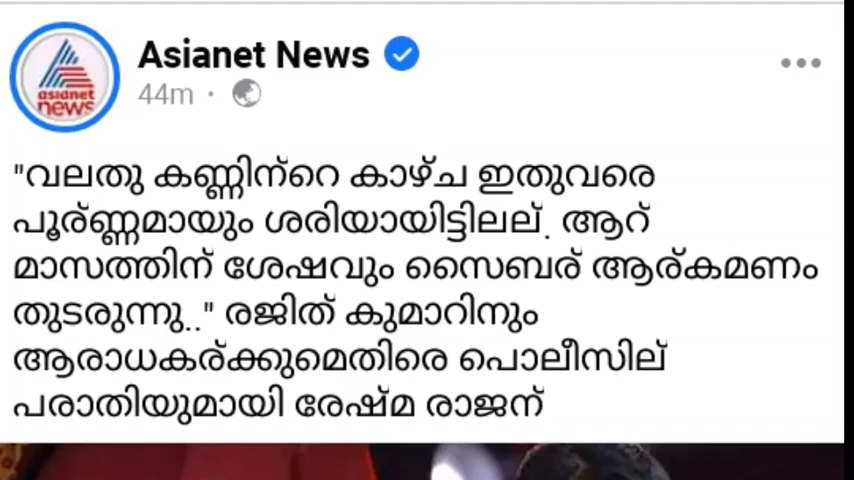 Asianet News
44m ·
asianet
news
"വലതു കണ്ണിന്റെ കാഴ്ച ഇതുവരെ
പൂര്ണ്ണമായും ശരിയായിട്ടിലല്. ആറ്
മാസത്തിന് ശേഷവും സൈബര് ആര്കമണം
തുടരുന്നു.." രജിത് കുമാറിനും
ആരാധകര്ക്കുമെതിരെ പൊലീസില്
പരാതിയുമായി രേഷ്മ രാജന്